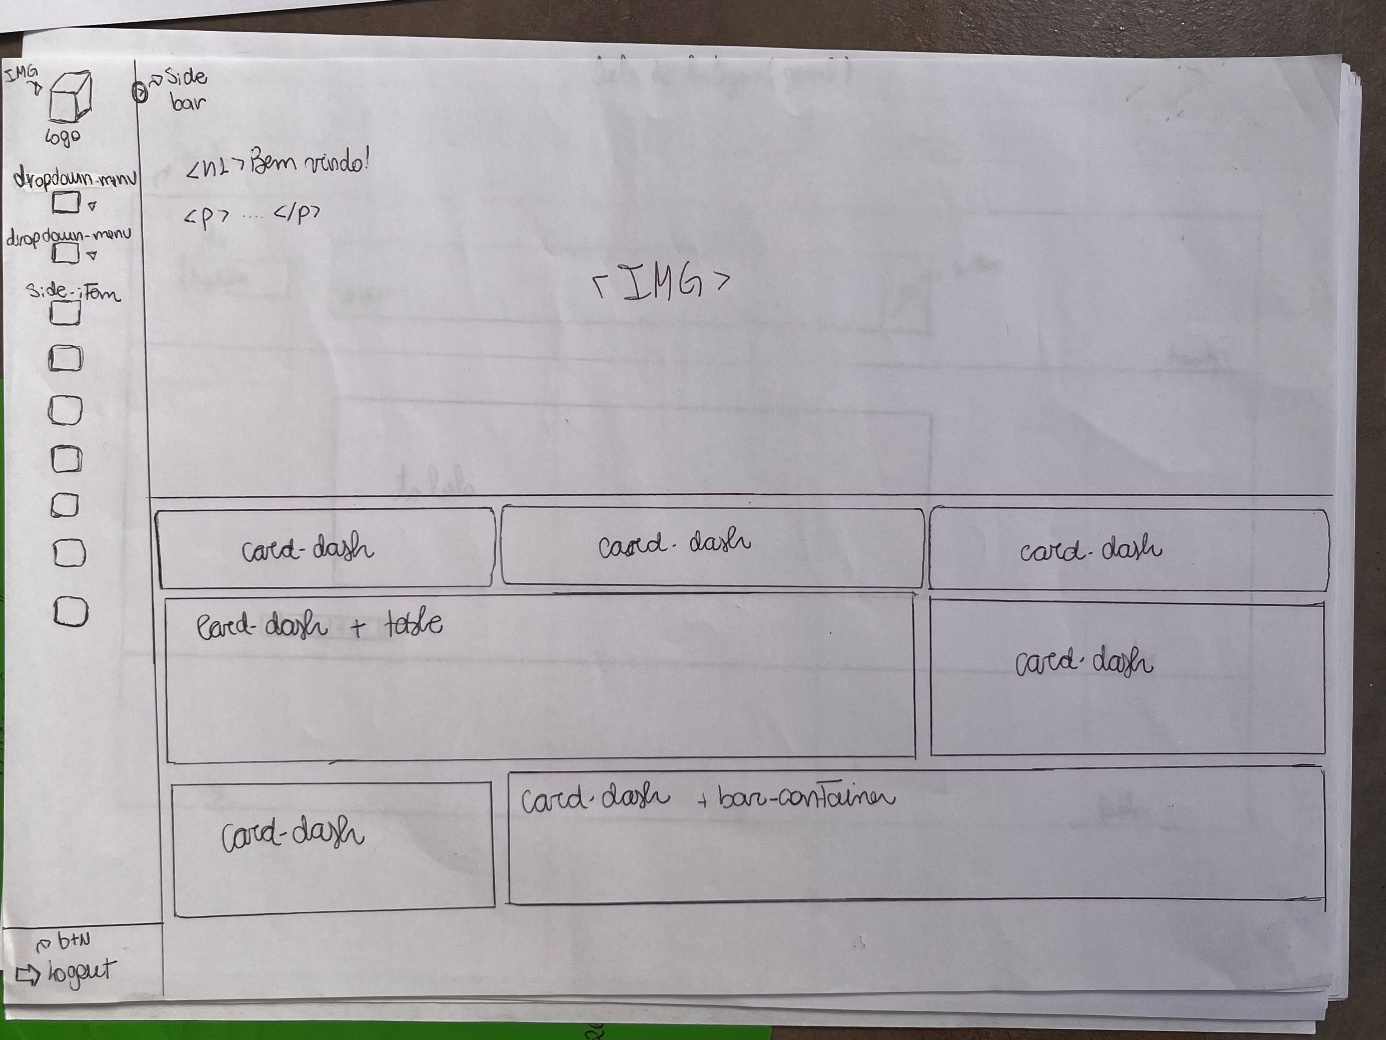 IMG
Logo
Side
bar
<h1> Bem vindo!
<p> .... </p>
dropdown-menu
dropdown-menu
Side-iTem
<IMG>
card-dash
card-dash
card-dash
card-dash + table
card-dash
card-dash
card-dash + bar-conTainer
btN
Logout